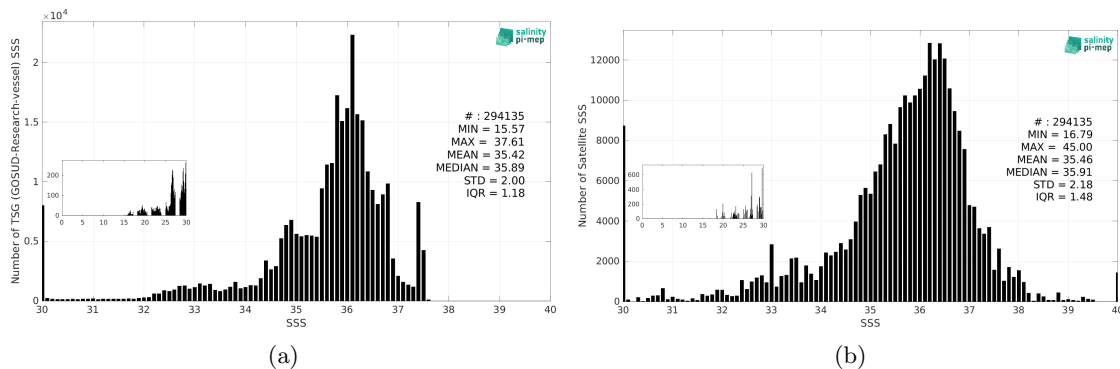 ×10⁴
Number of TSG (GOSUD-Research-vessel) SSS
2
1.5
1
0.5
0
30 31 32 33 34 35 36 37 38 39 40
SSS
200
100
0
0 5 10 15 20 25 30
salinity
pi-mep
# : 294135
MIN = 15.57
MAX = 37.61
MEAN = 35.42
MEDIAN = 35.89
STD = 2.00
IQR = 1.18
(a)
Number of Satellite SSS
12000
10000
8000
6000
4000
2000
0
30 31 32 33 34 35 36 37 38 39 40
SSS
600
400
200
0
0 5 10 15 20 25 30
salinity
pi-mep
# : 294135
MIN = 16.79
MAX = 45.00
MEAN = 35.46
MEDIAN = 35.91
STD = 2.18
IQR = 1.48
(b)